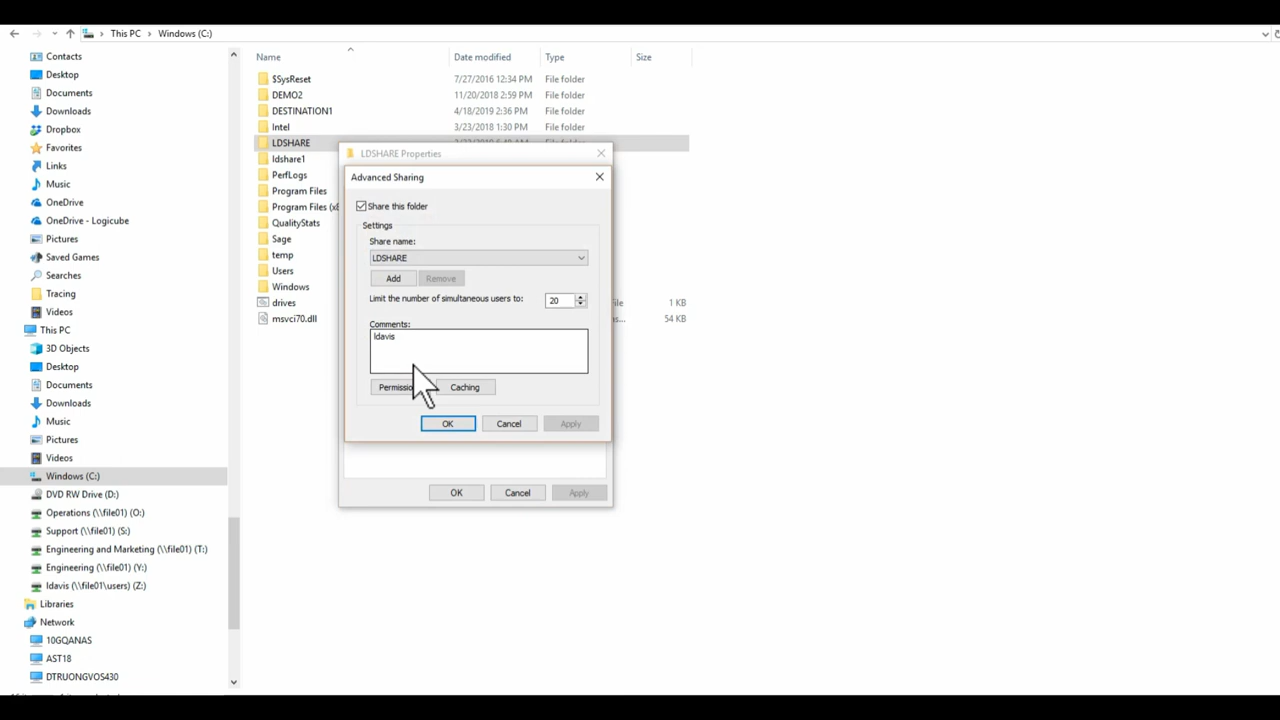 This PC > Windows (C:)
Contacts
Desktop
Documents
Downloads
Dropbox
Favorites
Links
Music
OneDrive
OneDrive - Logicube
Pictures
Saved Games
Searches
Tracing
Videos
This PC
3D Objects
Desktop
Documents
Downloads
Music
Pictures
Videos
Windows (C:)
DVD RW Drive (D:)
Operations (\\file01) (O:)
Support (\\file01) (S:)
Engineering and Marketing (\\file01) (T:)
Engineering (\\file01) (Y:)
ldavis (\\file01\users) (Z:)
Libraries
Network
10GQANAS
AST18
DTRUONGVOS430
Name Date modified Type Size
$SysReset 7/27/2016 12:34 PM File folder
DEMO2 11/20/2018 2:59 PM File folder
DESTINATION1 4/18/2019 2:36 PM File folder
Intel 3/23/2018 1:30 PM File folder
LDSHARE
ldshare1
PerfLogs
Program Files
Program Files (x8
QualityStats
Sage
temp
Users
Windows
drives ile 1 KB
msvci70.dll ns... 54 KB
LDSHARE Properties
Advanced Sharing
Share this folder
Settings
Share name:
LDSHARE
Add Remove
Limit the number of simultaneous users to: 20
Comments:
ldavis
Permissio Caching
OK Cancel Apply
OK Cancel Apply